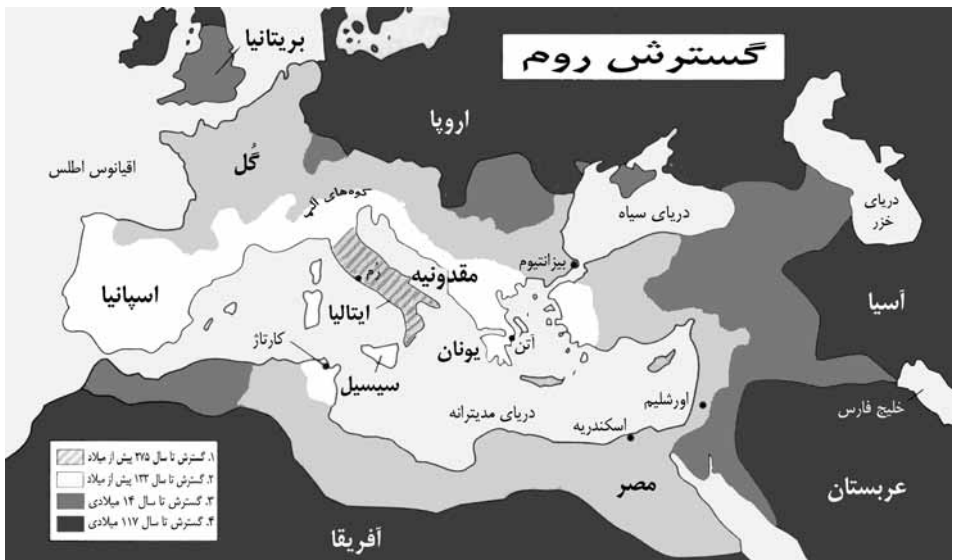 گسترش روم
بریتانیا
اروپا
اقیانوس اطلس
گُل
کوه‌های آلپ
دریای سیاه
دریای
خزر
بیزانتیوم
مقدونیه
رُم
اسپانیا
ایتالیا
آسیا
کارتاژ
یونان
آتن
سیسیل
دریای مدیترانه
اورشلیم
اسکندریه
خلیج فارس
مصر
عربستان
آفریقا
۱. گسترش تا سال ۲۷۵ پیش از میلاد
۲. گسترش تا سال ۱۳۳ پیش از میلاد
۳. گسترش تا سال ۱۴ میلادی
۴. گسترش تا سال ۱۱۷ میلادی